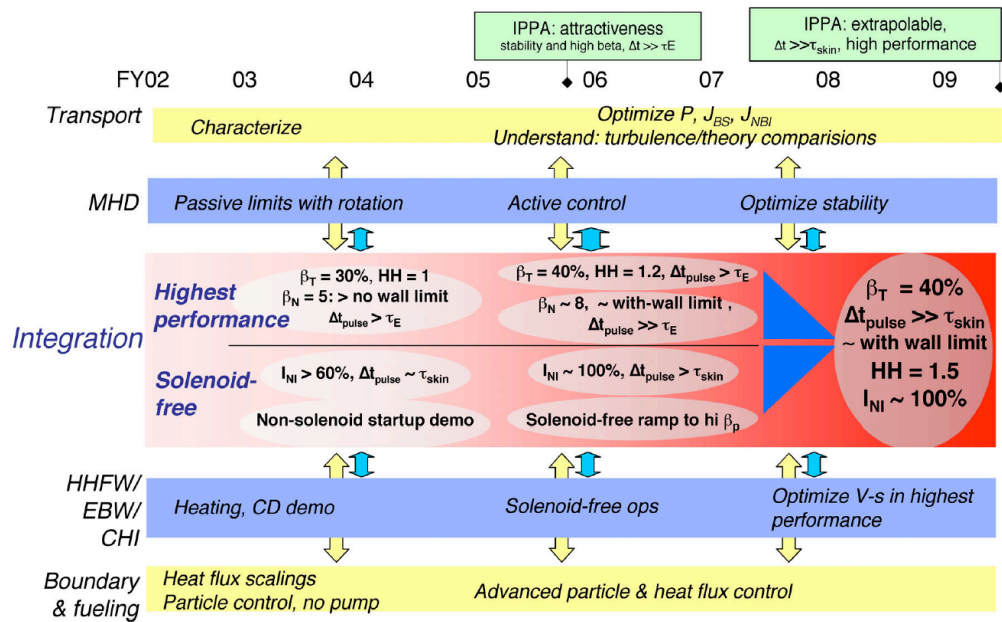 IPPA: attractiveness
stability and high beta, Δt >> τE
IPPA: extrapolable,
Δt >>τskin, high performance
FY02 03 04 05 06 07 08 09
Transport
Characterize
Optimize P, JBS, JNBI
Understand: turbulence/theory comparisions
MHD
Passive limits with rotation
Active control
Optimize stability
Integration
Highest
performance
βT = 30%, HH = 1
βN = 5: > no wall limit
Δtpulse > τE
βT = 40%, HH = 1.2, Δtpulse > τE
βN ~ 8, ~ with-wall limit ,
Δtpulse >> τE
Solenoid-
free
INI > 60%, Δtpulse ~ τskin
Non-solenoid startup demo
INI ~ 100%, Δtpulse > τskin
Solenoid-free ramp to hi βp
βT = 40%
Δtpulse >> τskin
~ with wall limit
HH = 1.5
INI ~ 100%
HHFW/
EBW/
CHI
Heating, CD demo
Solenoid-free ops
Optimize V-s in highest
performance
Boundary
& fueling
Heat flux scalings
Particle control, no pump
Advanced particle & heat flux control